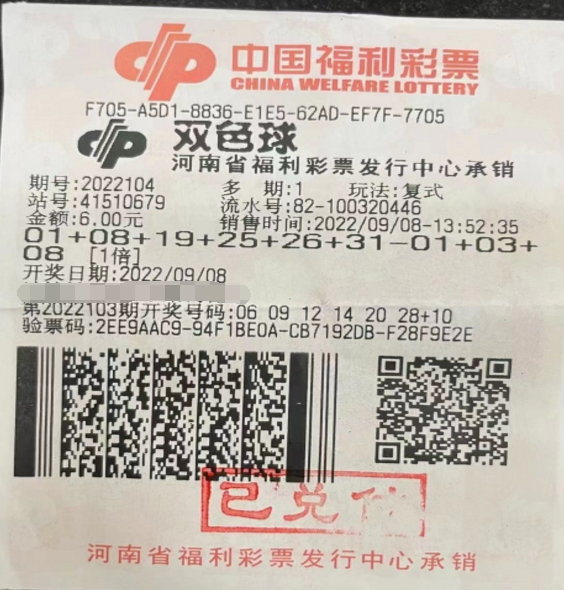 中国福利彩票
CHINA WELFARE LOTTERY
F705-A5D1-8836-E1E5-62AD-EF7F-7705
双色球
河南省福利彩票发行中心承销
期号:2022104 多 期:1 玩法:复式
站号:41510679 流水号:82-100320446
金额:6.00元 销售时间:2022/09/08-13:52:35
01+08+19+25+26+31-01+03+
08 [1倍]
开奖日期:2022/09/08
第2022103期开奖号码:06 09 12 14 20 28+10
验票码:2EE9AAC9-94F1BE0A-CB7192DB-F28F9E2E
已兑付
河南省福利彩票发行中心承销